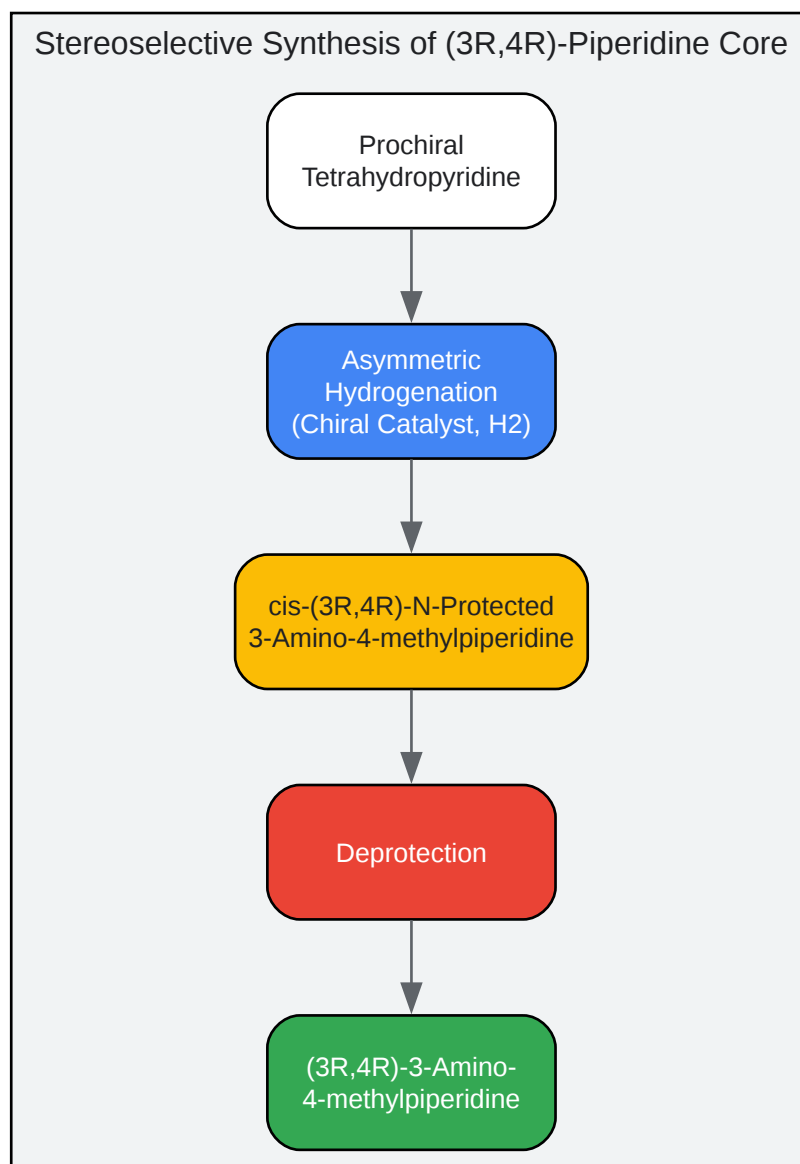 Stereoselective Synthesis of (3R,4R)-Piperidine Core
Prochiral
Tetrahydropyridine
Asymmetric
Hydrogenation
(Chiral Catalyst, H2)
cis-(3R,4R)-N-Protected
3-Amino-4-methylpiperidine
Deprotection
(3R,4R)-3-Amino-
4-methylpiperidine